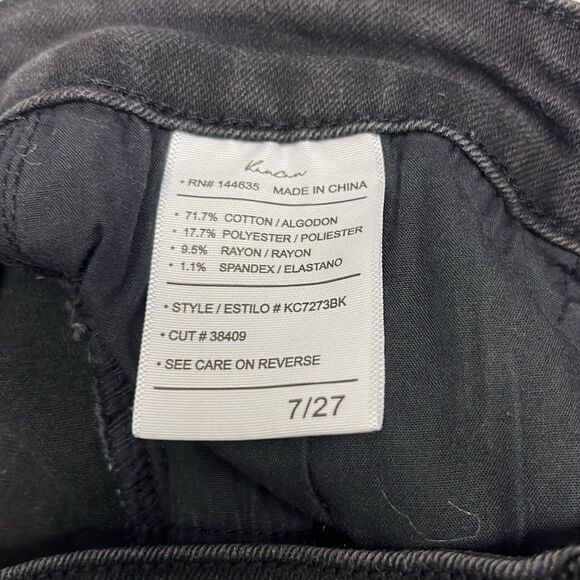 KanCan
• RN# 144635 MADE IN CHINA
• 71.7% COTTON / ALGODON
• 17.7% POLYESTER / POLIESTER
• 9.5% RAYON / RAYON
• 1.1% SPANDEX / ELASTANO
• STYLE / ESTILO # KC7273BK
• CUT # 38409
• SEE CARE ON REVERSE
7/27